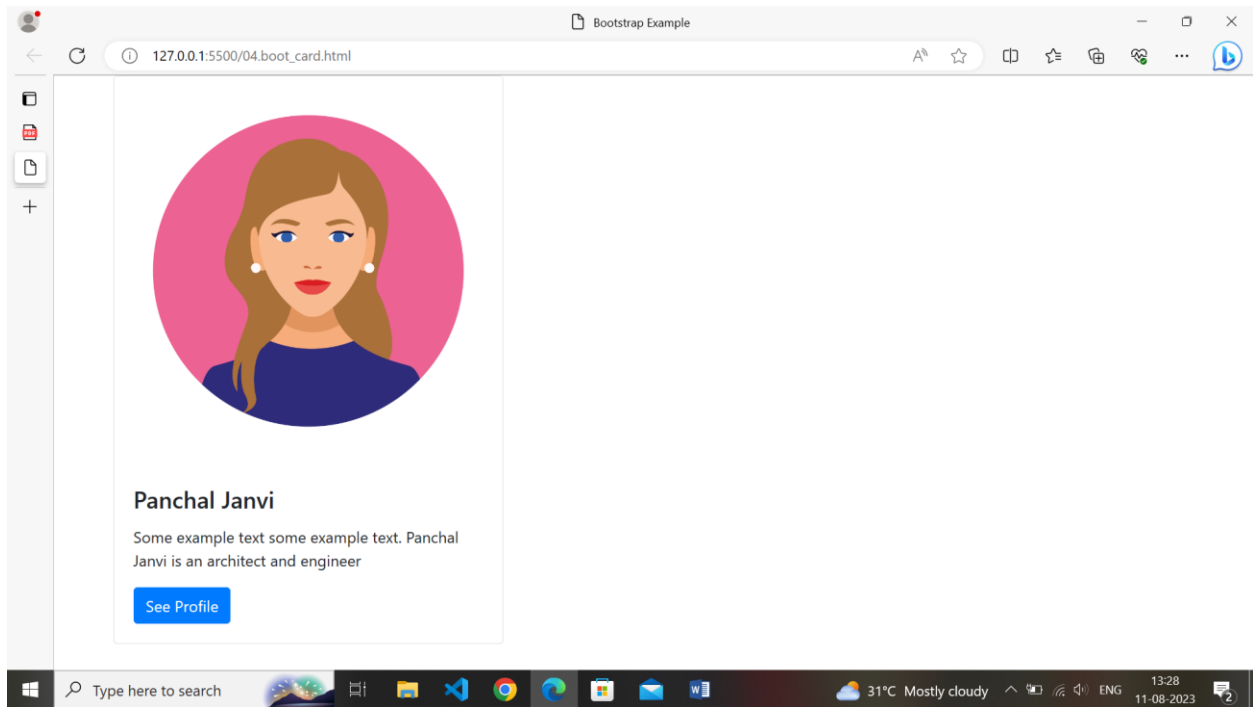 Bootstrap Example
127.0.0.1:5500/04.boot_card.html
A
PDF
b
Panchal Janvi
Some example text some example text. Panchal
Janvi is an architect and engineer
See Profile
Type here to search
W
31°C Mostly cloudy
ENG
13:28
11-08-2023
2